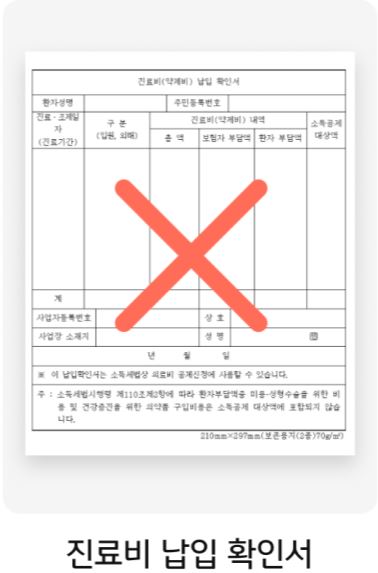 진료비(약제비) 납입 확인서
환자성명 주민등록번호
진료·조제일자
(진료기간)
구 분
(입원, 외래)
진료비(약제비) 내역
총 액 보험자 부담액 환자 부담액
소득공제
대상액
계
사업자등록번호 상 호
사업장 소재지 성 명 ㊞
년 월 일
※ 이 납입확인서는 소득세법상 의료비 공제신청에 사용할 수 있습니다.
주 : 소득세법시행령 제110조제2항에 따라 환자부담액중 미용·성형수술을 위한 비
용 및 건강증진을 위한 의약품 구입비용은 소득공제 대상액에 포함되지 않습
니다.
210mm×297mm(보존용지(2종)70g/㎡)
진료비 납입 확인서